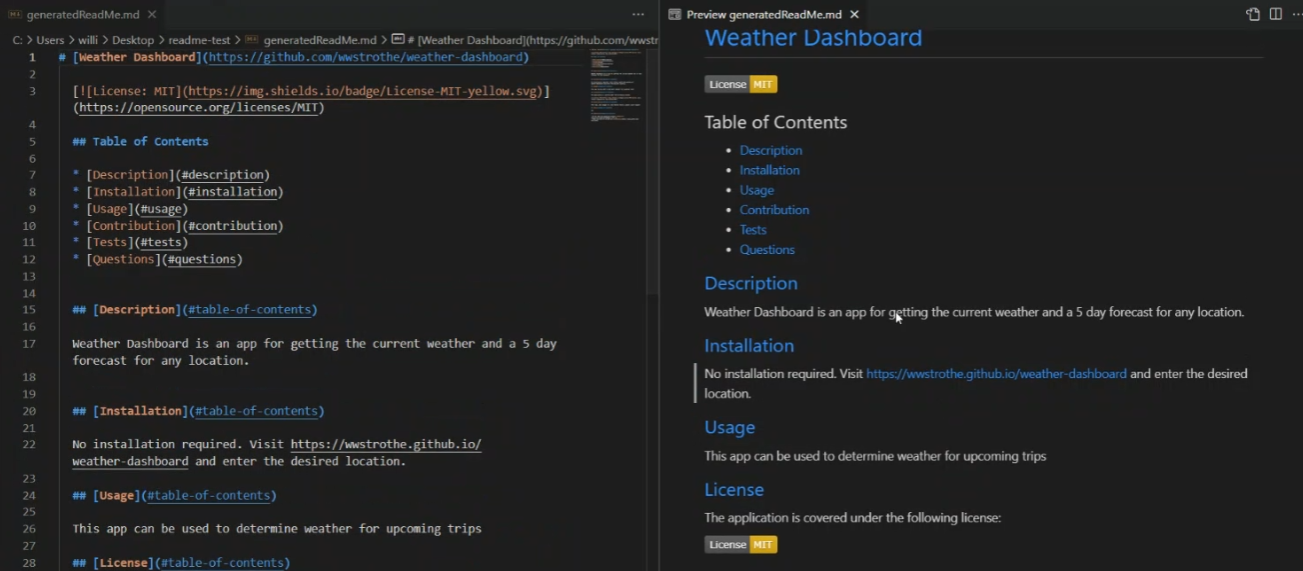 generatedReadMe.md
C: > Users > willi > Desktop > readme-test > generatedReadMe.md > # [Weather Dashboard](https://github.com/wwstr
1 # [Weather Dashboard](https://github.com/wwstrothe/weather-dashboard)
2
3 [![License: MIT](https://img.shields.io/badge/License-MIT-yellow.svg)]
(https://opensource.org/licenses/MIT)
4
5 ## Table of Contents
6
7 * [Description](#description)
8 * [Installation](#installation)
9 * [Usage](#usage)
10 * [Contribution](#contribution)
11 * [Tests](#tests)
12 * [Questions](#questions)
13
14
15 ## [Description](#table-of-contents)
16
17 Weather Dashboard is an app for getting the current weather and a 5 day
forecast for any location.
18
19
20 ## [Installation](#table-of-contents)
21
22 No installation required. Visit https://wwstrothe.github.io/
weather-dashboard and enter the desired location.
23
24 ## [Usage](#table-of-contents)
25
26 This app can be used to determine weather for upcoming trips
27
28 ## [License](#table-of-contents)
Preview generatedReadMe.md
Weather Dashboard
License MIT
Table of Contents
• Description
• Installation
• Usage
• Contribution
• Tests
• Questions
Description
Weather Dashboard is an app for getting the current weather and a 5 day forecast for any location.
Installation
No installation required. Visit https://wwstrothe.github.io/weather-dashboard and enter the desired
location.
Usage
This app can be used to determine weather for upcoming trips
License
The application is covered under the following license:
License MIT